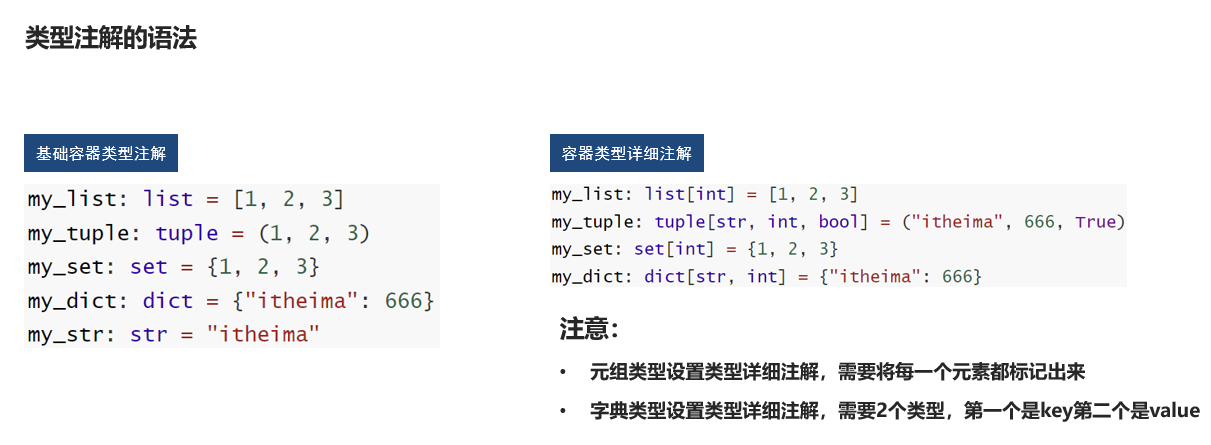 类型注解的语法
基础容器类型注解
my_list: list = [1, 2, 3]
my_tuple: tuple = (1, 2, 3)
my_set: set = {1, 2, 3}
my_dict: dict = {"itheima": 666}
my_str: str = "itheima"
容器类型详细注解
my_list: list[int] = [1, 2, 3]
my_tuple: tuple[str, int, bool] = ("itheima", 666, True)
my_set: set[int] = {1, 2, 3}
my_dict: dict[str, int] = {"itheima": 666}
注意：
• 元组类型设置类型详细注解，需要将每一个元素都标记出来
• 字典类型设置类型详细注解，需要2个类型，第一个是key第二个是value